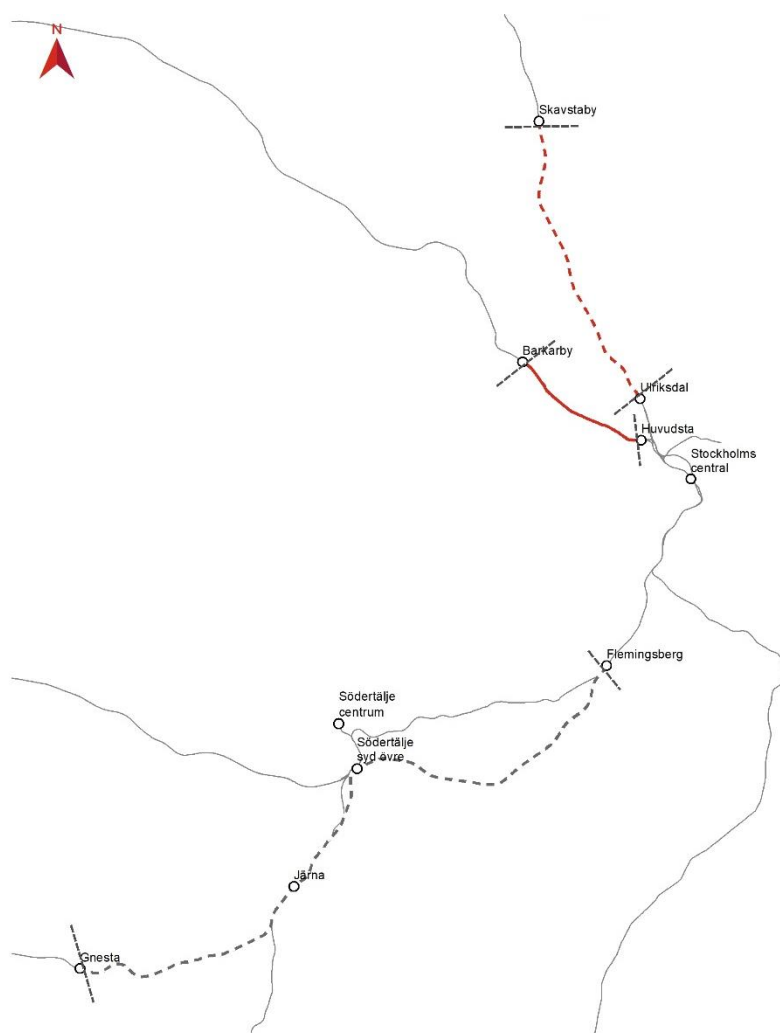 N
Skavstaby
Barkarby
Ulriksdal
Huvudsta
Stockholms
central
Flemingsberg
Södertälje
centrum
Södertälje
syd övre
Järna
Gnesta